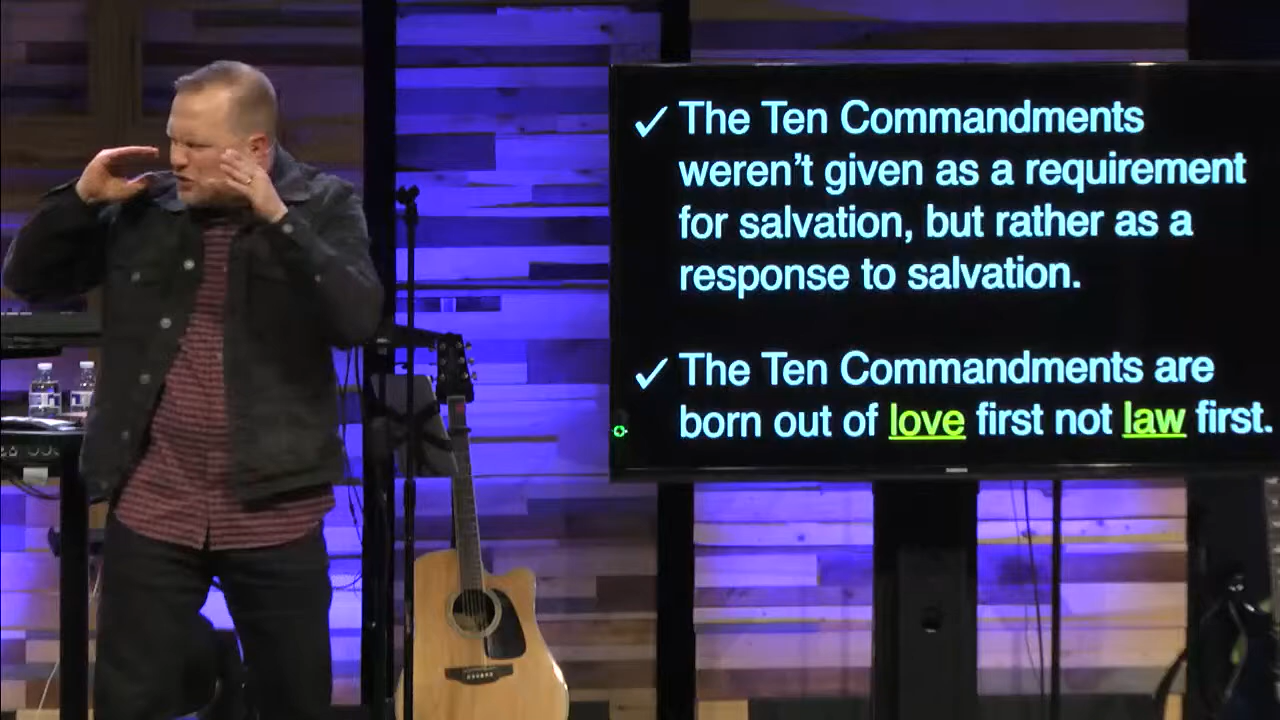 ✓ The Ten Commandments
weren't given as a requirement
for salvation, but rather as a
response to salvation.
✓ The Ten Commandments are
born out of love first not law first.